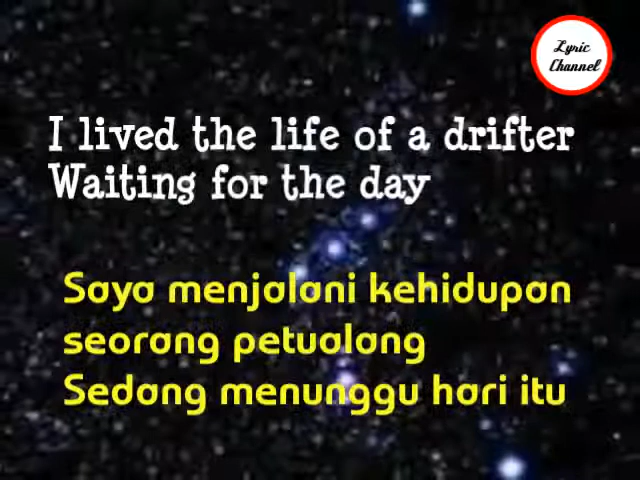 Lyric
Channel
I lived the life of a drifter
Waiting for the day
Saya menjalani kehidupan
seorang petualang
Sedang menunggu hari itu